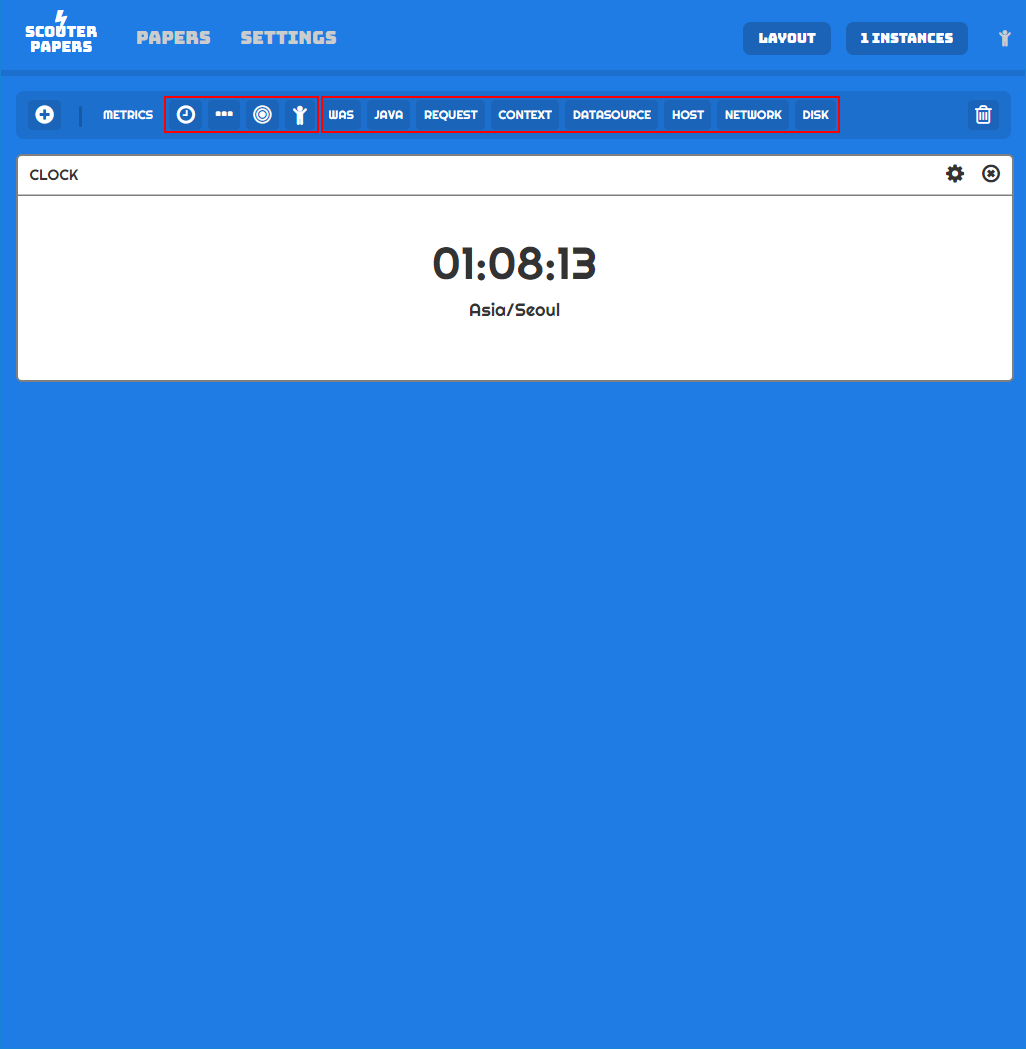 SCOUTER
PAPERS
PAPERS SETTINGS LAYOUT 1 INSTANCES
METRICS WAS JAVA REQUEST CONTEXT DATASOURCE HOST NETWORK DISK
CLOCK
01:08:13
Asia/Seoul